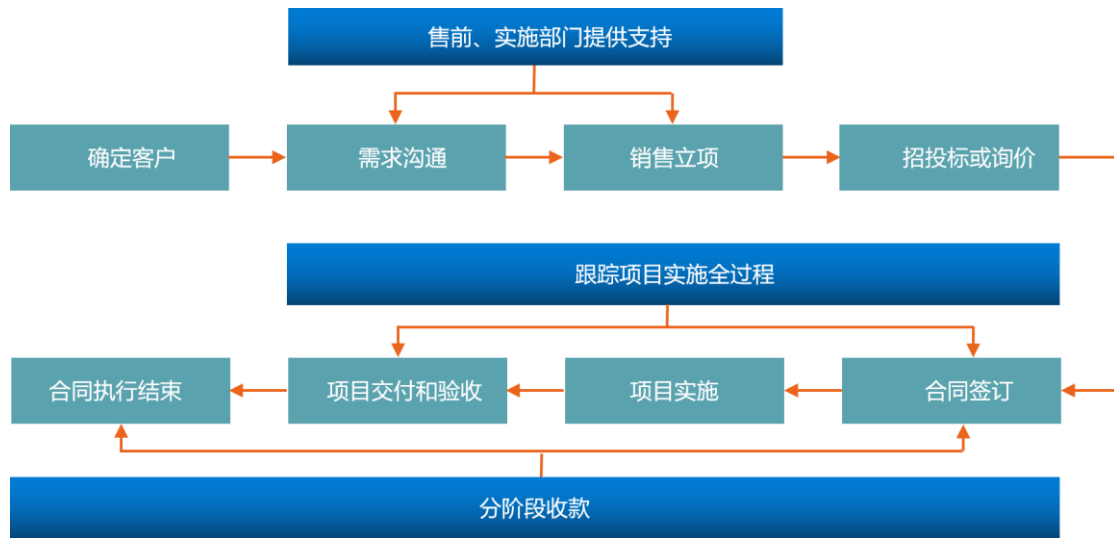 售前、实施部门提供支持
确定客户
需求沟通
销售立项
招投标或询价
跟踪项目实施全过程
合同执行结束
项目交付和验收
项目实施
合同签订
分阶段收款